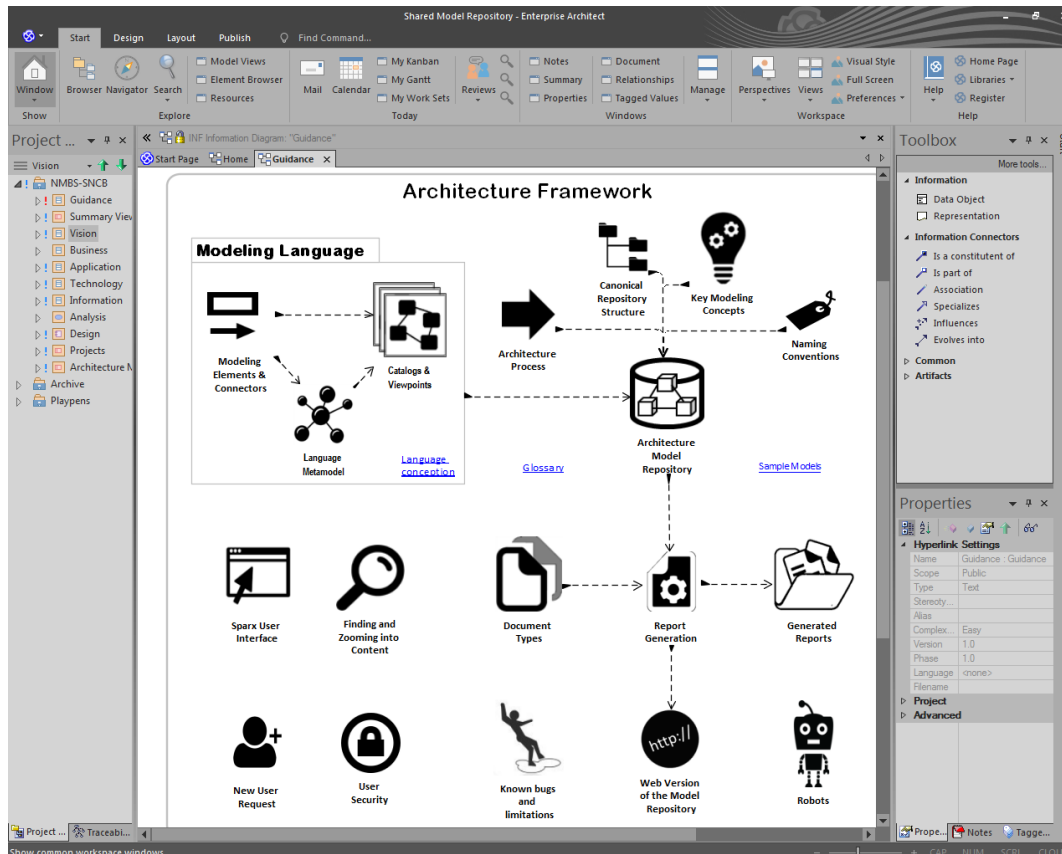 Shared Model Repository - Enterprise Architect
Start Design Layout Publish Find Command...
Window
Browser Navigator Search
Model Views
Element Browser
Resources
Mail Calendar
My Kanban
My Gantt
My Work Sets
Reviews
Notes
Summary
Properties
Document
Relationships
Tagged Values
Manage
Perspectives Views
Visual Style
Full Screen
Preferences
Help
Home Page
Libraries
Register
Show Explore Today Windows Workspace Help
Project ...
Vision
NMBS-SNCB
Guidance
Summary View
Vision
Business
Application
Technology
Information
Analysis
Design
Projects
Architecture M
Archive
Playpens
Project ... Traceabi...
INF Information Diagram: "Guidance"
Start Page Home Guidance
Architecture Framework
Modeling Language
Modeling
Elements &
Connectors
Catalogs &
Viewpoints
Language
Metamodel
Language
conception
Canonical
Repository
Structure
Key Modeling
Concepts
Architecture
Process
Naming
Conventions
Architecture
Model
Repository
Glossary
Sample Models
Sparx User
Interface
Finding and
Zooming into
Content
Document
Types
Report
Generation
Generated
Reports
New User
Request
User
Security
Known bugs
and
limitations
http://
Web Version
of the Model
Repository
Robots
Toolbox
More tools...
Information
Data Object
Representation
Information Connectors
Is a constitutent of
Is part of
Association
Specializes
Influences
Evolves into
Common
Artifacts
Properties
Hyperlink Settings
Name Guidance : Guidance
Scope Public
Type Text
Stereoty...
Alias
Complex... Easy
Version 1.0
Phase 1.0
Language <none>
Filename
Project
Advanced
Prope... Notes Tagge...
Show common workspace windows
CAP NUM SCRL CLOU